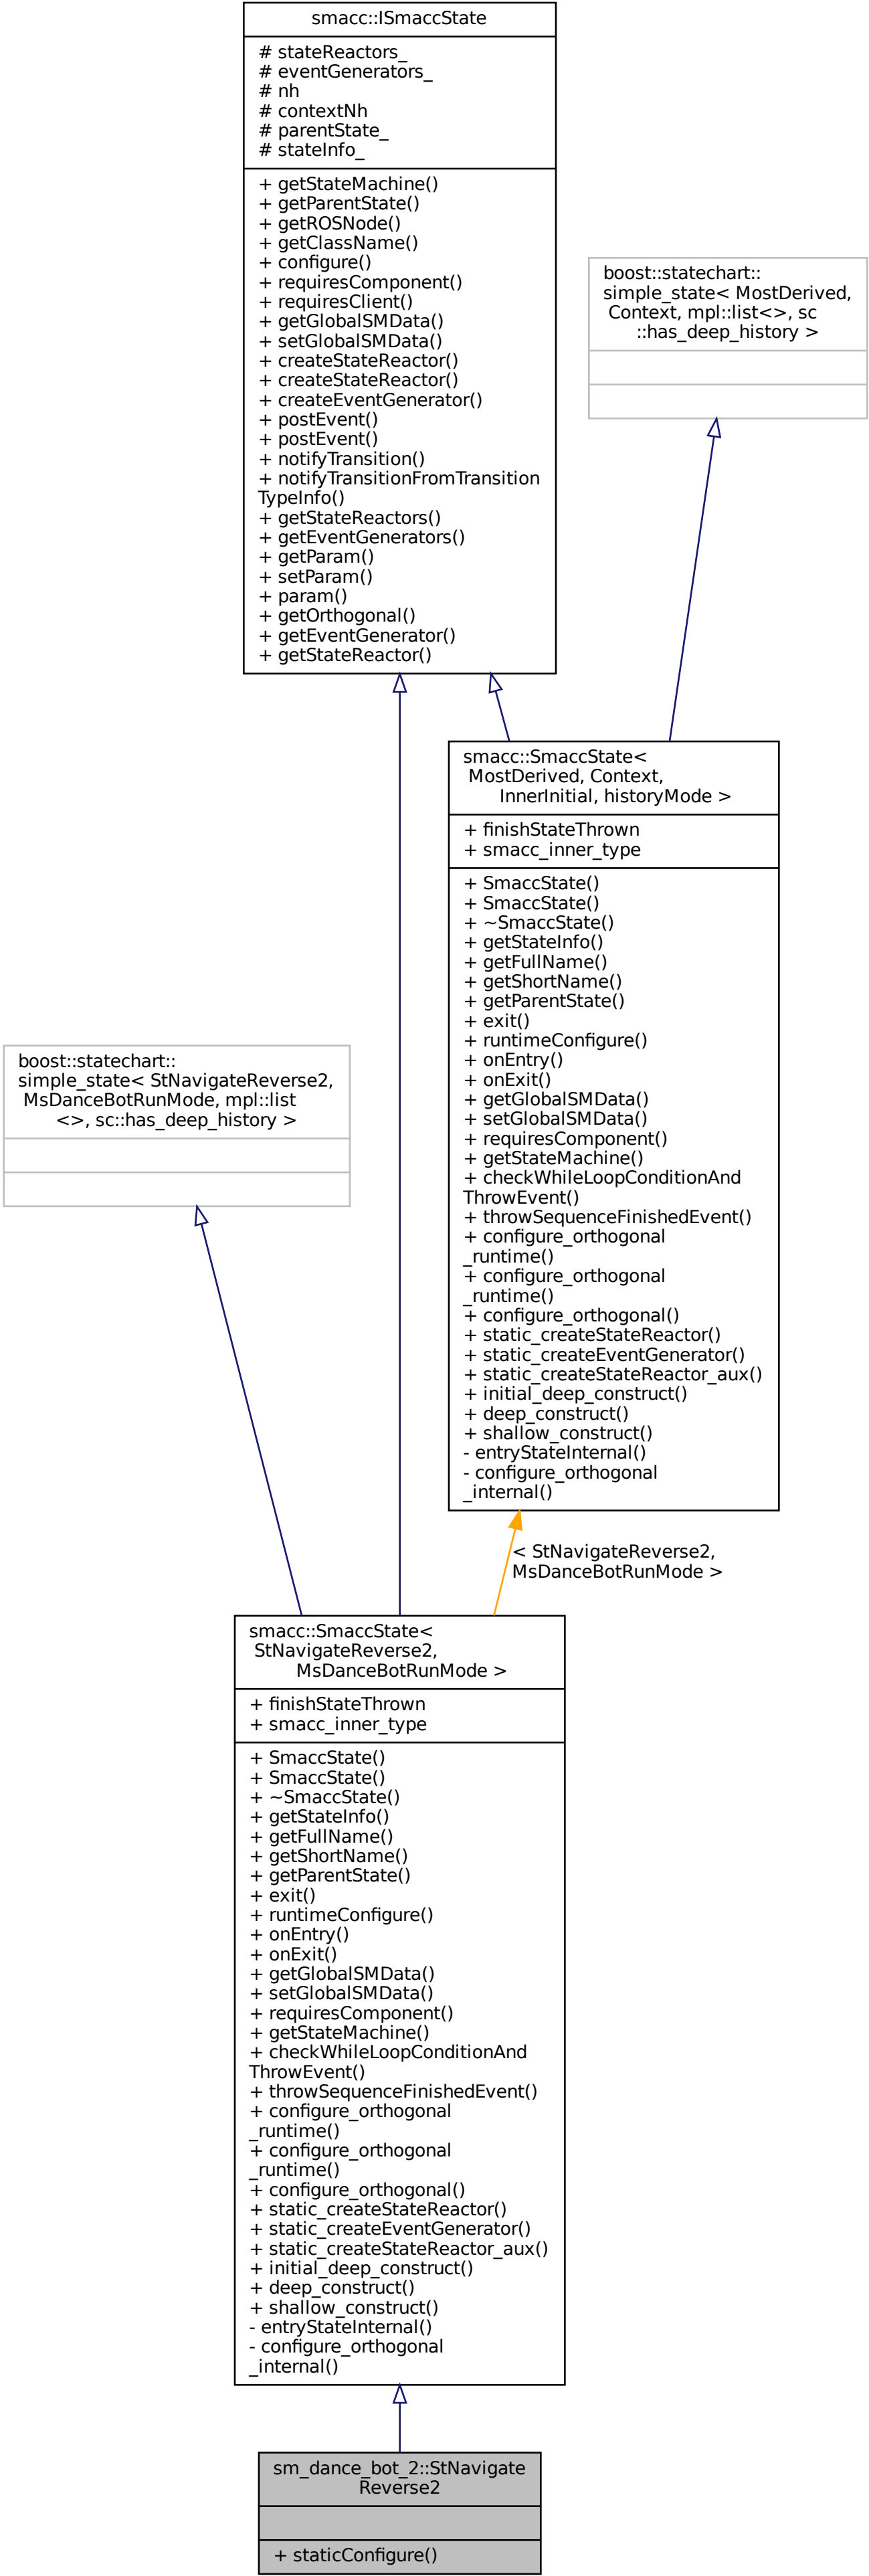 smacc::ISmaccState
# stateReactors_
# eventGenerators_
# nh
# contextNh
# parentState_
# stateInfo_
+ getStateMachine()
+ getParentState()
+ getROSNode()
+ getClassName()
+ configure()
+ requiresComponent()
+ requiresClient()
+ getGlobalSMData()
+ setGlobalSMData()
+ createStateReactor()
+ createStateReactor()
+ createEventGenerator()
+ postEvent()
+ postEvent()
+ notifyTransition()
+ notifyTransitionFromTransition
TypeInfo()
+ getStateReactors()
+ getEventGenerators()
+ getParam()
+ setParam()
+ param()
+ getOrthogonal()
+ getEventGenerator()
+ getStateReactor()
boost::statechart::
simple_state< MostDerived,
Context, mpl::list<>, sc
::has_deep_history >
smacc::SmaccState<
MostDerived, Context,
InnerInitial, historyMode >
+ finishStateThrown
+ smacc_inner_type
+ SmaccState()
+ SmaccState()
+ ~SmaccState()
+ getStateInfo()
+ getFullName()
+ getShortName()
+ getParentState()
+ exit()
+ runtimeConfigure()
+ onEntry()
+ onExit()
+ getGlobalSMData()
+ setGlobalSMData()
+ requiresComponent()
+ getStateMachine()
+ checkWhileLoopConditionAnd
ThrowEvent()
+ throwSequenceFinishedEvent()
+ configure_orthogonal
_runtime()
+ configure_orthogonal
_runtime()
+ configure_orthogonal()
+ static_createStateReactor()
+ static_createEventGenerator()
+ static_createStateReactor_aux()
+ initial_deep_construct()
+ deep_construct()
+ shallow_construct()
- entryStateInternal()
- configure_orthogonal
_internal()
boost::statechart::
simple_state< StNavigateReverse2,
MsDanceBotRunMode, mpl::list
<>, sc::has_deep_history >
< StNavigateReverse2,
MsDanceBotRunMode >
smacc::SmaccState<
StNavigateReverse2,
MsDanceBotRunMode >
+ finishStateThrown
+ smacc_inner_type
+ SmaccState()
+ SmaccState()
+ ~SmaccState()
+ getStateInfo()
+ getFullName()
+ getShortName()
+ getParentState()
+ exit()
+ runtimeConfigure()
+ onEntry()
+ onExit()
+ getGlobalSMData()
+ setGlobalSMData()
+ requiresComponent()
+ getStateMachine()
+ checkWhileLoopConditionAnd
ThrowEvent()
+ throwSequenceFinishedEvent()
+ configure_orthogonal
_runtime()
+ configure_orthogonal
_runtime()
+ configure_orthogonal()
+ static_createStateReactor()
+ static_createEventGenerator()
+ static_createStateReactor_aux()
+ initial_deep_construct()
+ deep_construct()
+ shallow_construct()
- entryStateInternal()
- configure_orthogonal
_internal()
sm_dance_bot_2::StNavigate
Reverse2
+ staticConfigure()